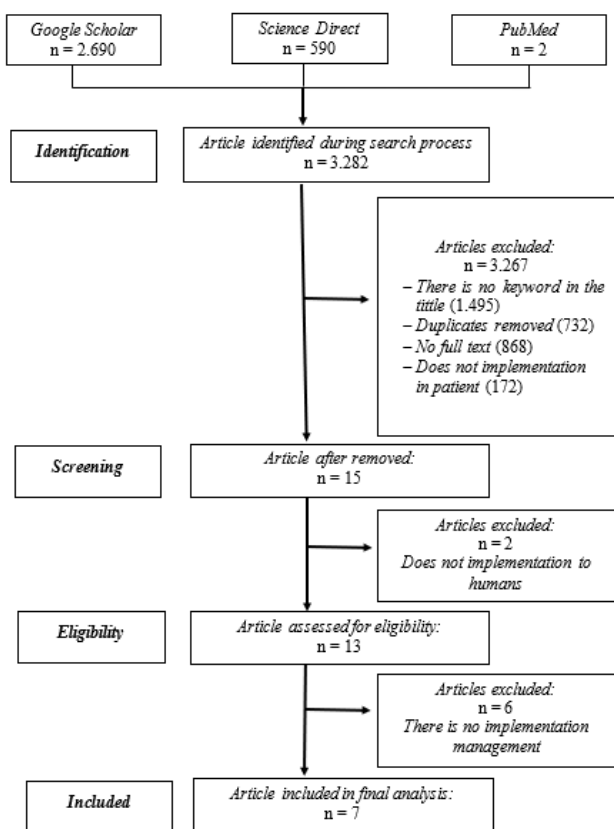 Google Scholar
n = 2.690
Science Direct
n = 590
PubMed
n = 2
Identification
Article identified during search process
n = 3.282
Articles excluded:
n = 3.267
– There is no keyword in the
tittle (1.495)
– Duplicates removed (732)
– No full text (868)
– Does not implementation
in patient (172)
Screening
Article after removed:
n = 15
Articles excluded:
n = 2
Does not implementation to
humans
Eligibility
Article assessed for eligibility:
n = 13
Articles excluded:
n = 6
There is no implementation
management
Included
Article included in final analysis:
n = 7